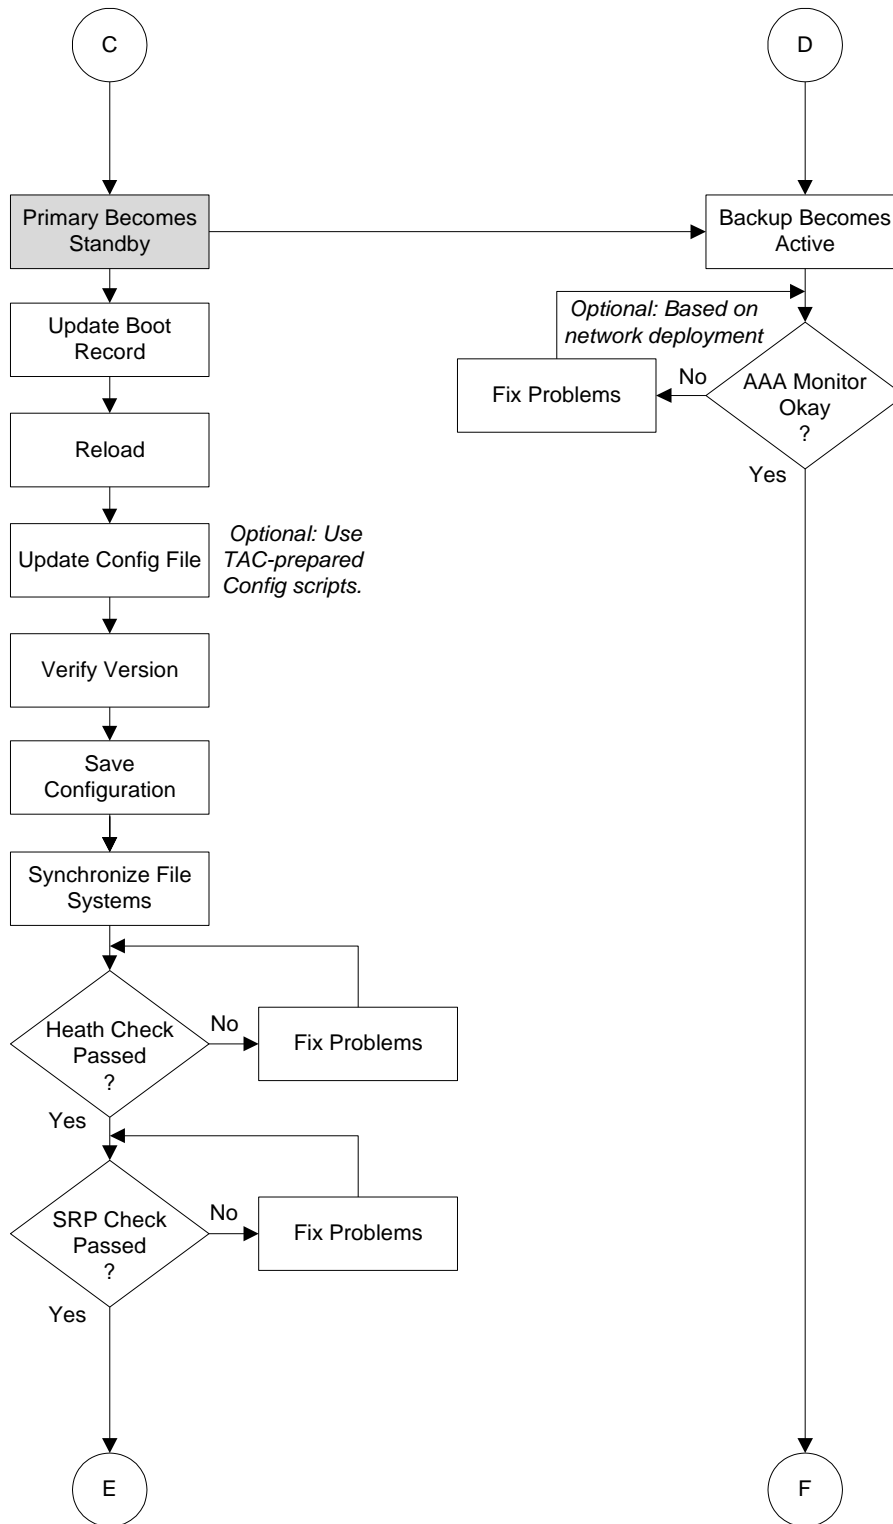 C
D
Primary Becomes
Standby
Backup Becomes
Active
Update Boot
Record
Optional: Based on
network deployment
Fix Problems
No
AAA Monitor
Okay
?
Yes
Reload
Update Config File
Optional: Use
TAC-prepared
Config scripts.
Verify Version
Save
Configuration
Synchronize File
Systems
Heath Check
Passed
?
No
Fix Problems
Yes
SRP Check
Passed
?
No
Fix Problems
Yes
E
F